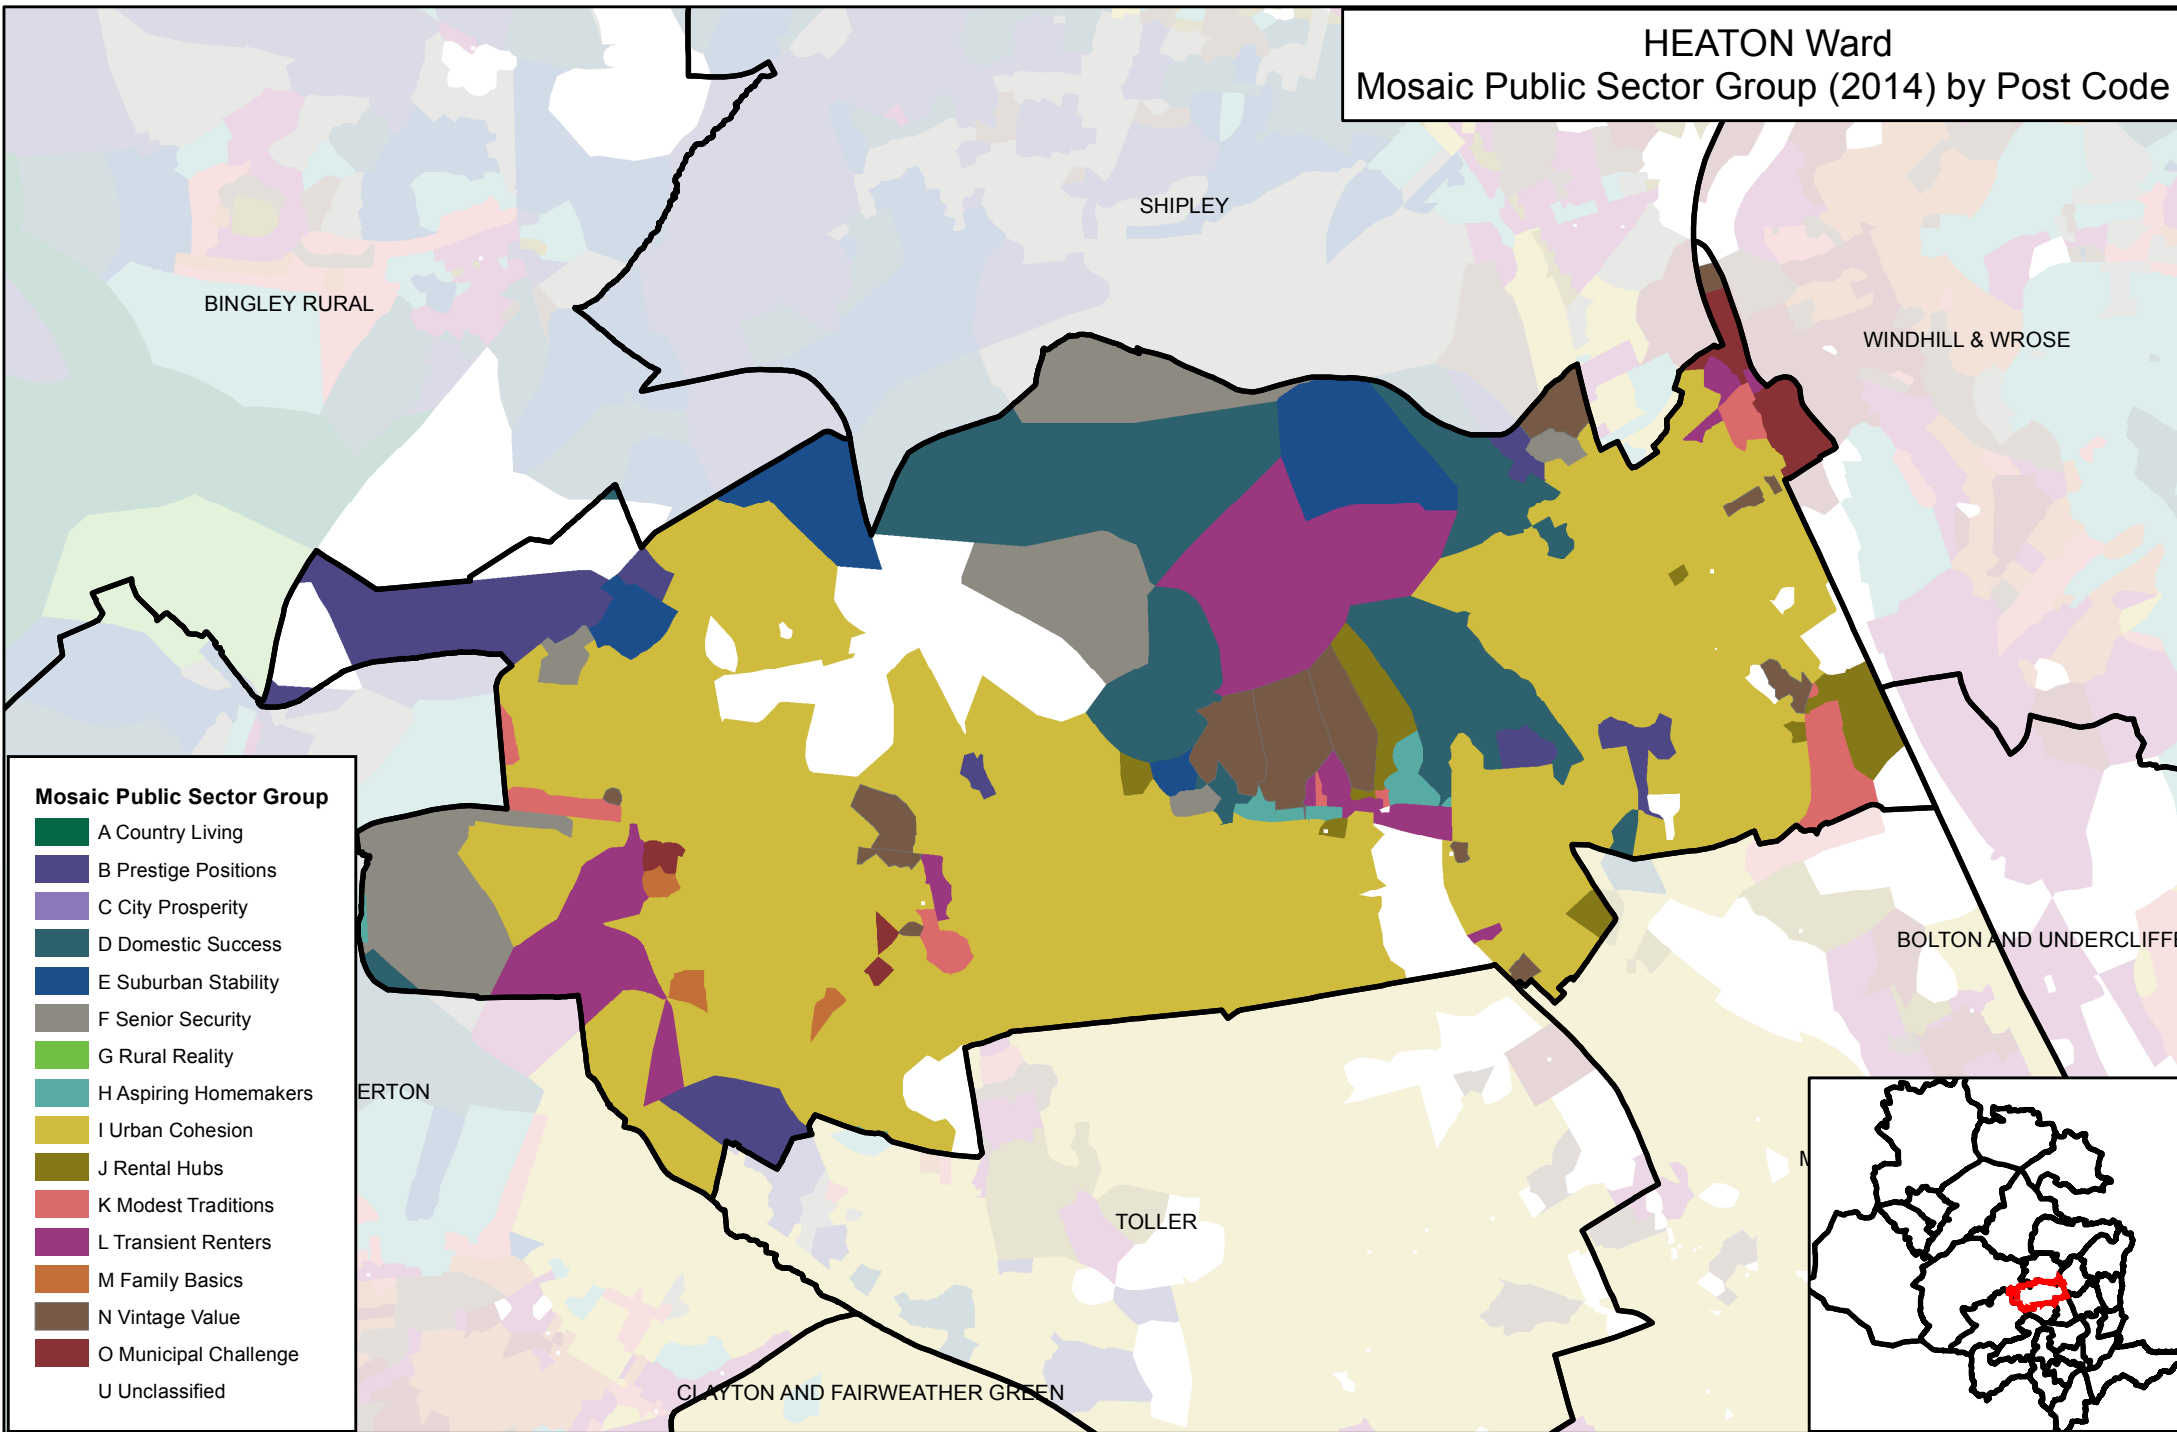 HEATON Ward
Mosaic Public Sector Group (2014) by Post Code
SHIPLEY
BINGLEY RURAL
WINDHILL & WROSE
Mosaic Public Sector Group
A Country Living
B Prestige Positions
C City Prosperity
D Domestic Success
E Suburban Stability
F Senior Security
G Rural Reality
H Aspiring Homemakers
I Urban Cohesion
J Rental Hubs
K Modest Traditions
L Transient Renters
M Family Basics
N Vintage Value
O Municipal Challenge
U Unclassified
BOLTON AND UNDERCLIFFE
ERTON
M
TOLLER
CLAYTON AND FAIRWEATHER GREEN